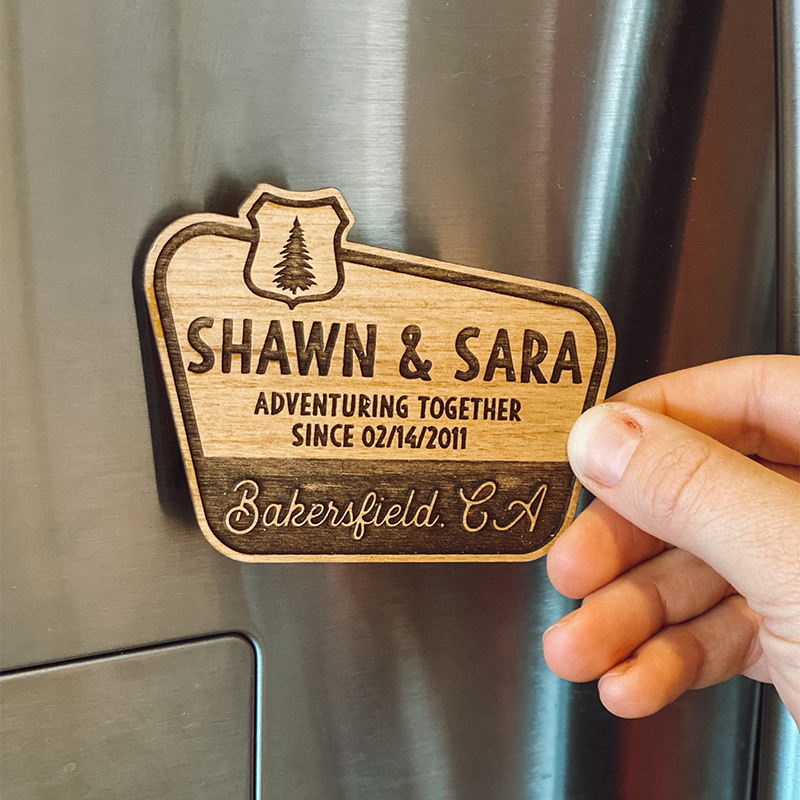 SHAWN & SARA
ADVENTURING TOGETHER
SINCE 02/14/2011
Bakersfield, CA